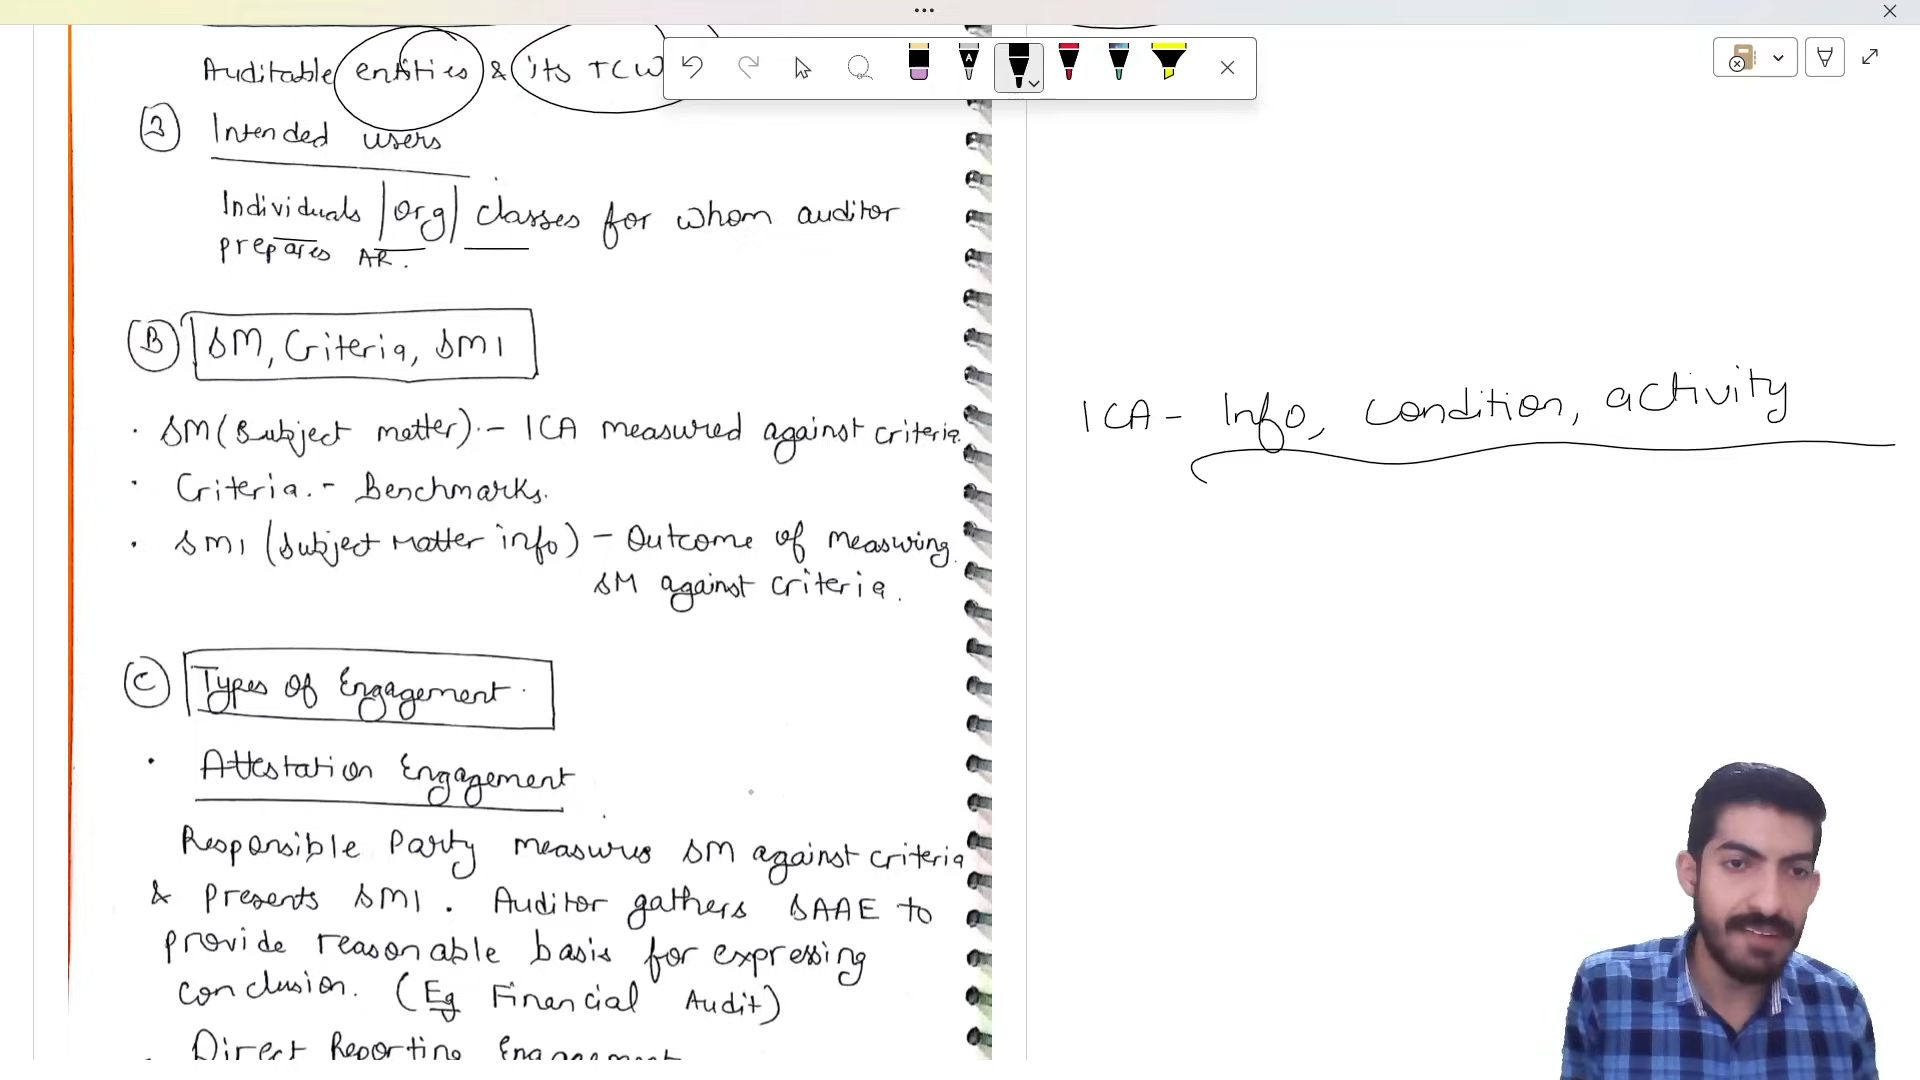 Auditable entities & its TCW
3 Intended users
Individuals |org| classes for whom auditor
prepares AR.
B SM, Criteria, SMI
· SM (Subject matter). - ICA measured against criteria.
· Criteria. - Benchmarks.
· SMI (Subject Matter info) - Outcome of measuring
SM against criteria.
C Types of Engagement.
· Attestation Engagement
Responsible Party measures SM against criteria
& presents SMI. Auditor gathers SAAE to
provide reasonable basis for expressing
conclusion. (Eg Financial Audit)
· Direct Reporting Engagement
ICA - Info, condition, activity